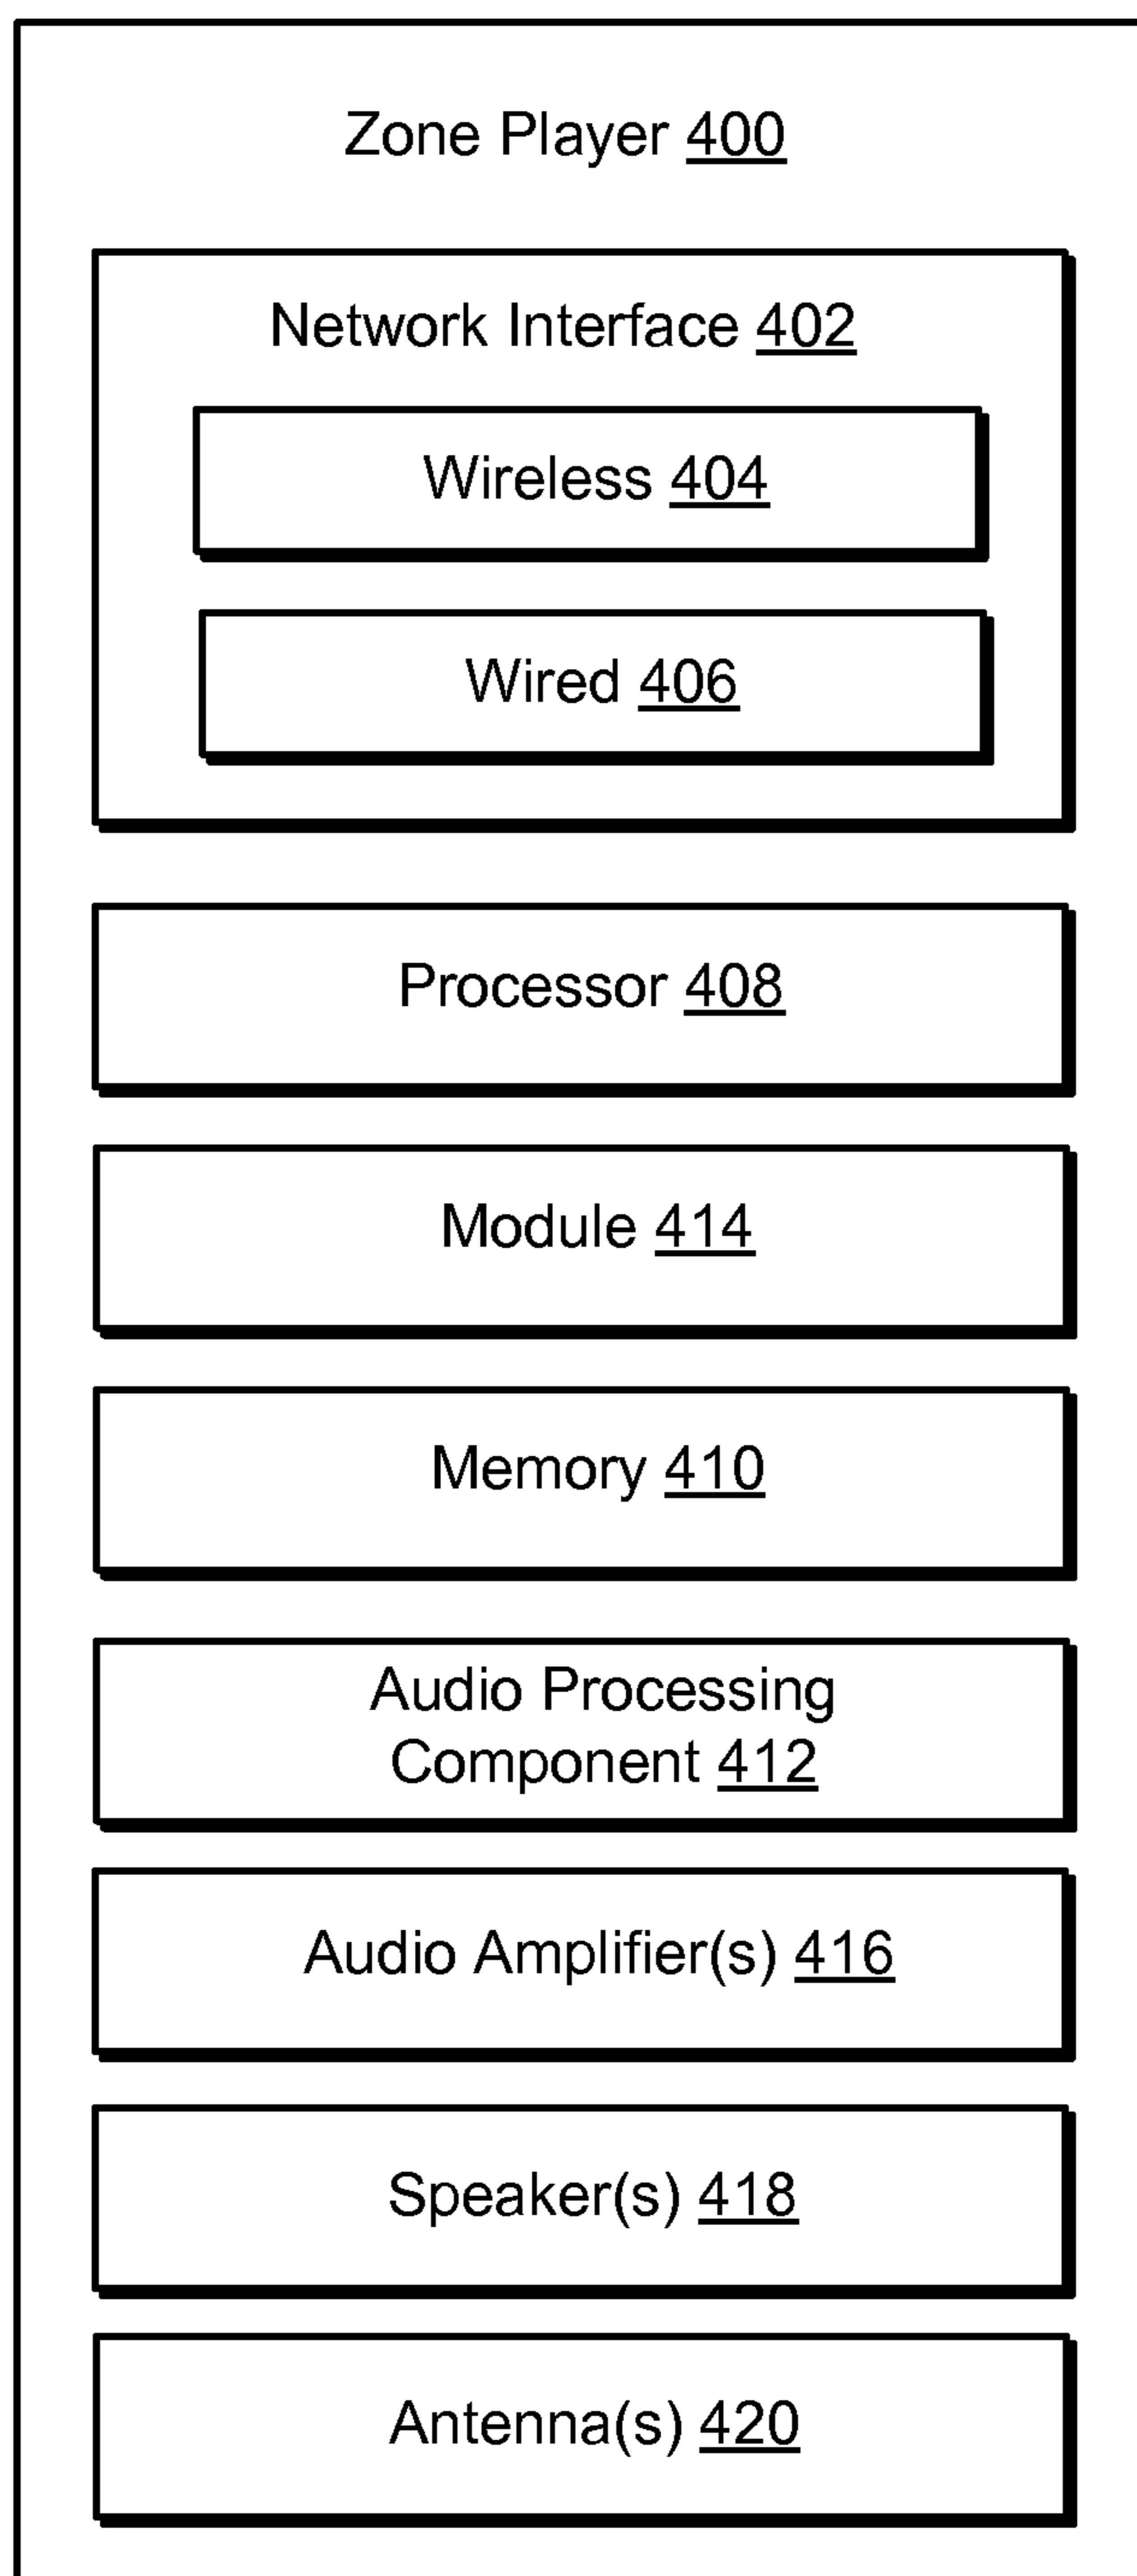 Zone Player 400
Network Interface 402
Wireless 404
Wired 406
Processor 408
Module 414
Memory 410
Audio Processing
Component 412
Audio Amplifier(s) 416
Speaker(s) 418
Antenna(s) 420